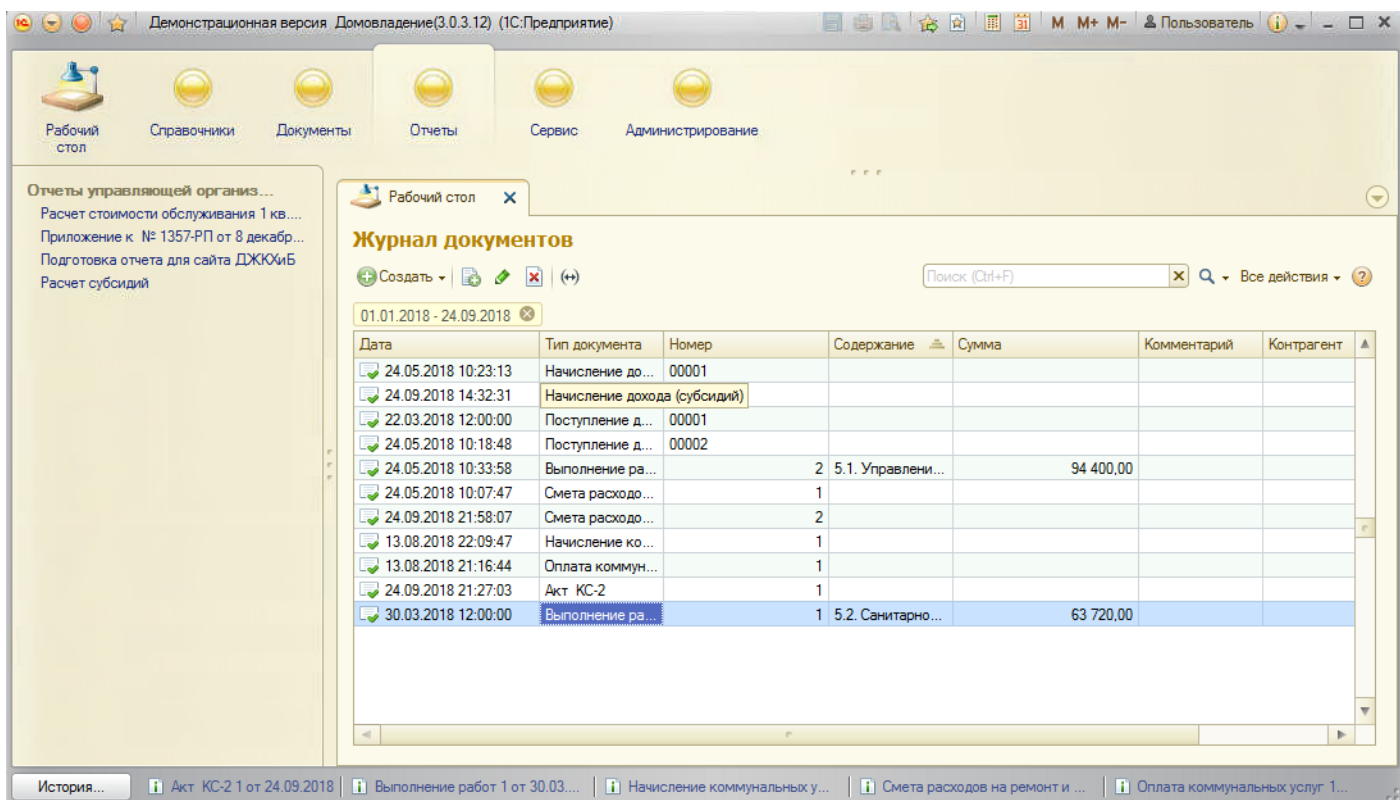 Демонстрационная версия Домовладение(3.0.3.12) (1С:Предприятие)
M M+ M- Пользователь
Рабочий стол
Справочники
Документы
Отчеты
Сервис
Администрирование
Отчеты управляющей организ...
Расчет стоимости обслуживания 1 кв....
Приложение к № 1357-РП от 8 декабр...
Подготовка отчета для сайта ДЖКХиБ
Расчет субсидий
Рабочий стол
Журнал документов
Создать
Поиск (Ctrl+F)
Все действия
01.01.2018 - 24.09.2018
Дата Тип документа Номер Содержание Сумма Комментарий Контрагент
24.05.2018 10:23:13 Начисление до... 00001
24.09.2018 14:32:31 Начисление дохода (субсидий)
22.03.2018 12:00:00 Поступление д... 00001
24.05.2018 10:18:48 Поступление д... 00002
24.05.2018 10:33:58 Выполнение ра... 2 5.1. Управлени... 94 400,00
24.05.2018 10:07:47 Смета расходо... 1
24.09.2018 21:58:07 Смета расходо... 2
13.08.2018 22:09:47 Начисление ко... 1
13.08.2018 21:16:44 Оплата коммун... 1
24.09.2018 21:27:03 Акт КС-2 1
30.03.2018 12:00:00 Выполнение ра... 1 5.2. Санитарно... 63 720,00
История...
Акт КС-2 1 от 24.09.2018
Выполнение работ 1 от 30.03....
Начисление коммунальных у...
Смета расходов на ремонт и ...
Оплата коммунальных услуг 1...